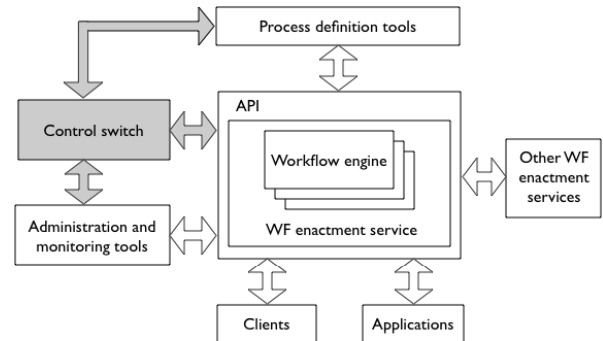 Process definition tools
API
Control switch
Workflow engine
Other WF
enactment
services
Administration and
monitoring tools
WF enactment service
Clients
Applications